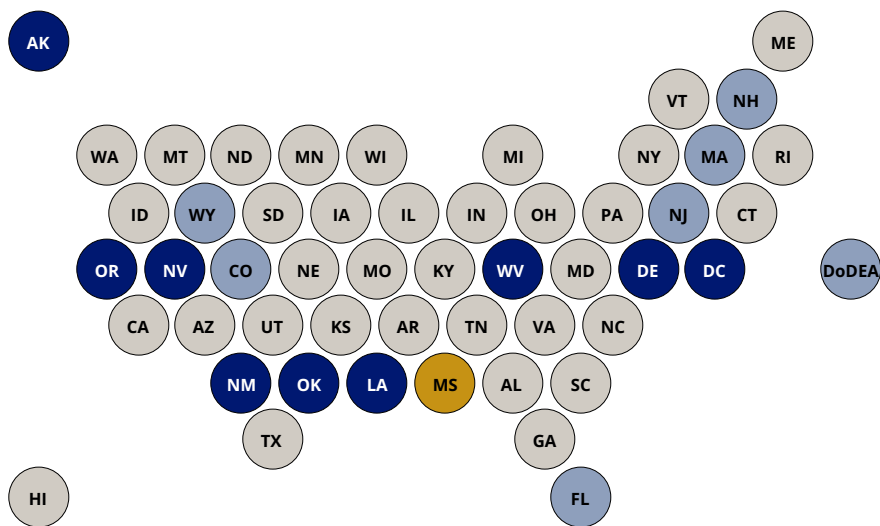 AK
ME
VT NH
WA MT ND MN WI MI NY MA RI
ID WY SD IA IL IN OH PA NJ CT
OR NV CO NE MO KY WV MD DE DC DoDEA
CA AZ UT KS AR TN VA NC
NM OK LA MS AL SC
TX GA
HI FL